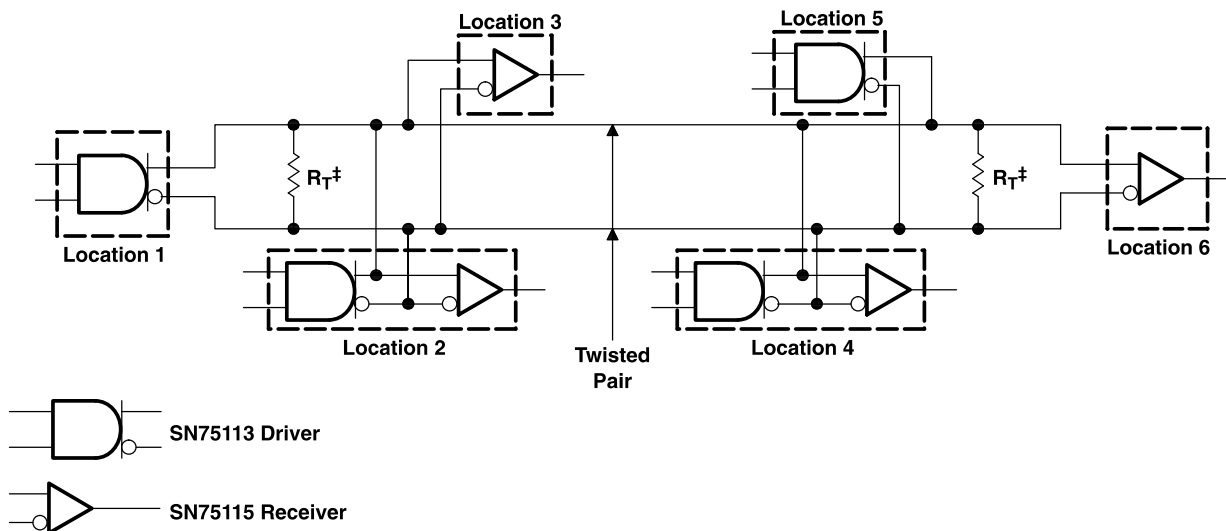 Location 3
Location 5
R_T‡
R_T‡
Location 1
Location 6
Location 2
Location 4
Twisted
Pair
SN75113 Driver
SN75115 Receiver